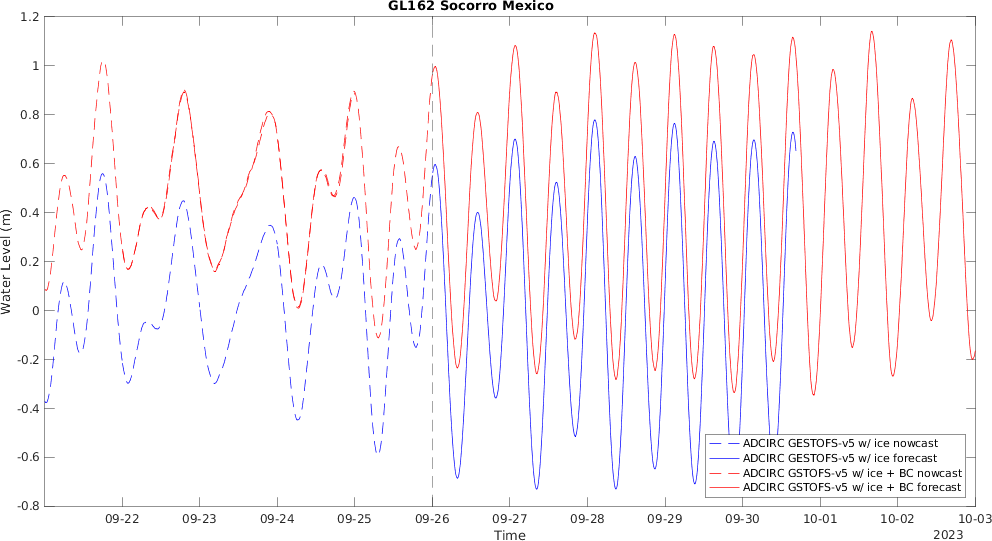 GL162 Socorro Mexico
1.2
1
0.8
0.6
0.4
0.2
0
-0.2
-0.4
-0.6
-0.8
Water Level (m)
ADCIRC GESTOFS-v5 w/ ice nowcast
ADCIRC GESTOFS-v5 w/ ice forecast
ADCIRC GSTOFS-v5 w/ ice + BC nowcast
ADCIRC GSTOFS-v5 w/ ice + BC forecast
09-22 09-23 09-24 09-25 09-26 09-27 09-28 09-29 09-30 10-01 10-02 10-03
Time
2023